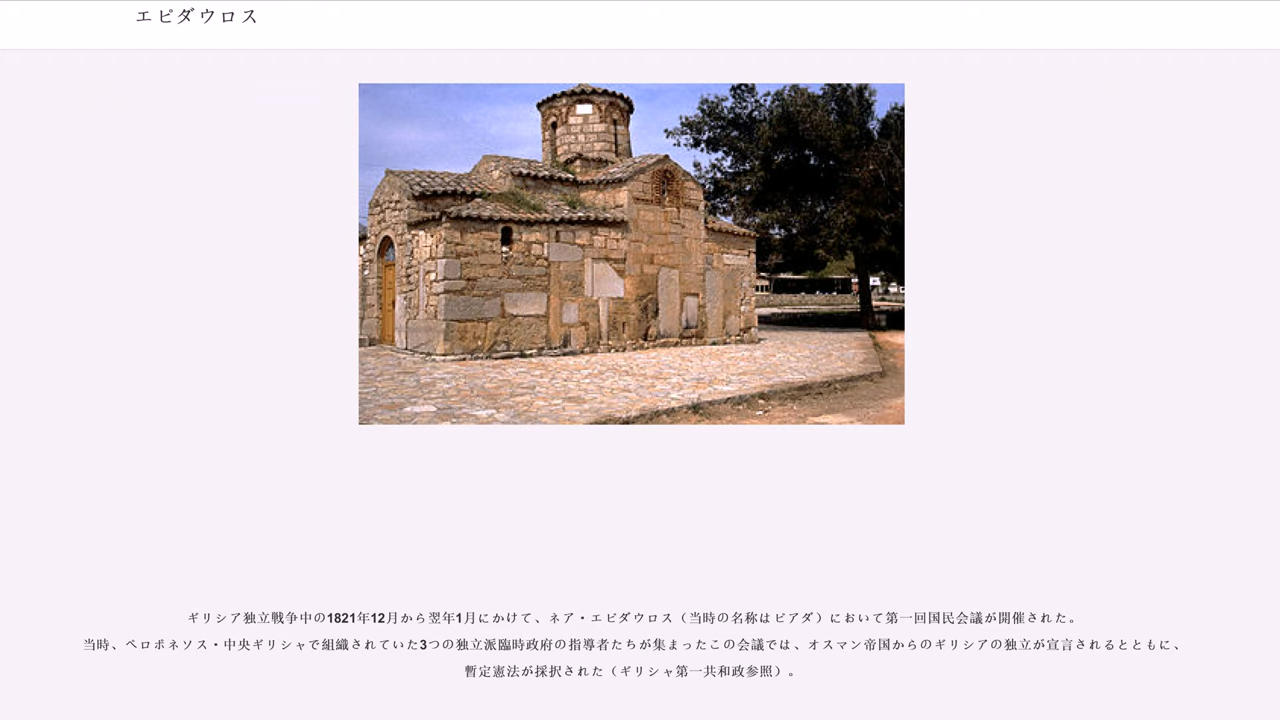 エピダウロス
ギリシア独立戦争中の1821年12月から翌年1月にかけて、ネア・エピダウロス（当時の名称はピアダ）において第一回国民会議が開催された。
当時、ペロポネソス・中央ギリシャで組織されていた3つの独立派臨時政府の指導者たちが集まったこの会議では、オスマン帝国からのギリシアの独立が宣言されるとともに、
暫定憲法が採択された（ギリシャ第一共和政参照）。